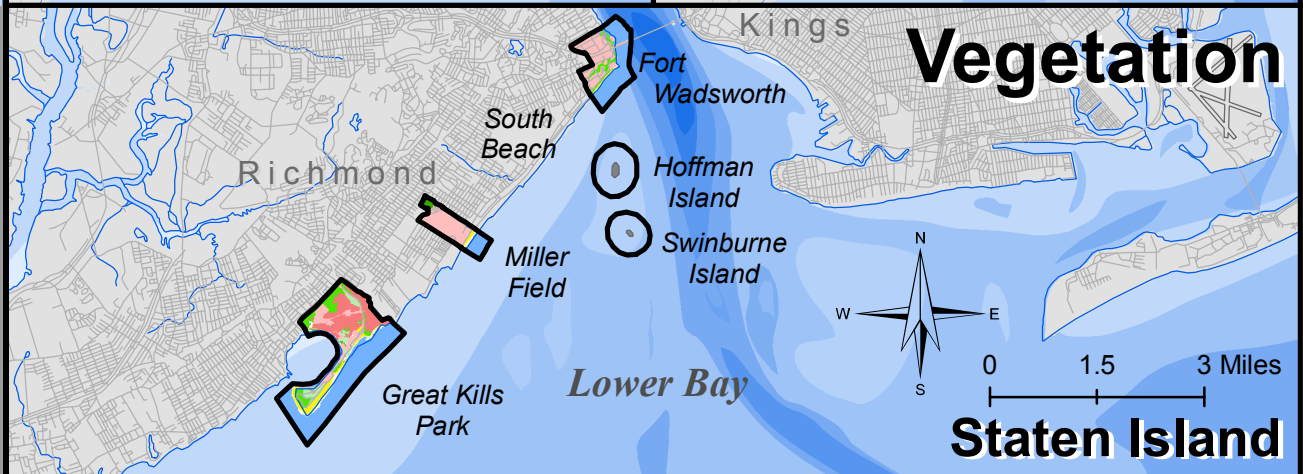 Kings
Vegetation
Fort
Wadsworth
South
Beach
Hoffman
Island
Richmond
Swinburne
Island
Miller
Field
N
W
E
S
0 1.5 3 Miles
Great Kills
Park
Lower Bay
Staten Island